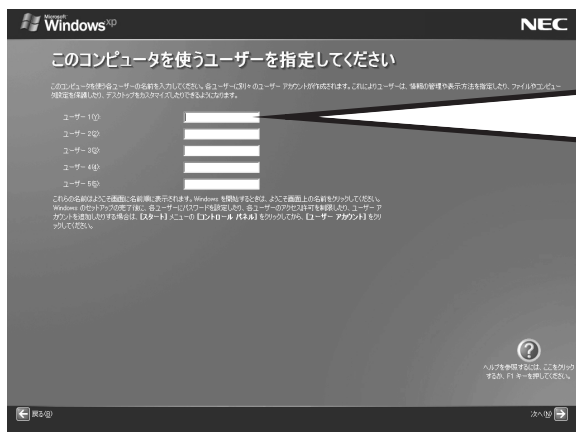 Microsoft
Windows xp
NEC
このコンピュータを使うユーザーを指定してください
このコンピュータを使う各ユーザーの名前を入力してください。各ユーザーに別々のユーザー アカウントが作成されます。これによりユーザーは、情報の管理や表示方法を指定したり、ファイルやコンピュー
タ設定を保護したり、デスクトップをカスタマイズしたりできるようになります。
ユーザー 1(Y):
ユーザー 2(2):
ユーザー 3(3):
ユーザー 4(4):
ユーザー 5(5):
これらの名前はようこそ画面に名前順に表示されます。Windows を開始するときは、ようこそ画面上の名前をクリックしてください。
Windows のセットアップの完了後に、各ユーザーにパスワードを設定したり、各ユーザーのアクセス許可を制限したり、ユーザー ア
カウントを追加したりする場合は、[スタート] メニューの [コントロール パネル] をクリックしてから、[ユーザー アカウント] をクリ
ックしてください。
?
ヘルプを参照するには、ここをクリック
するか、F1 キーを押してください。
戻る(B)
次へ(N)